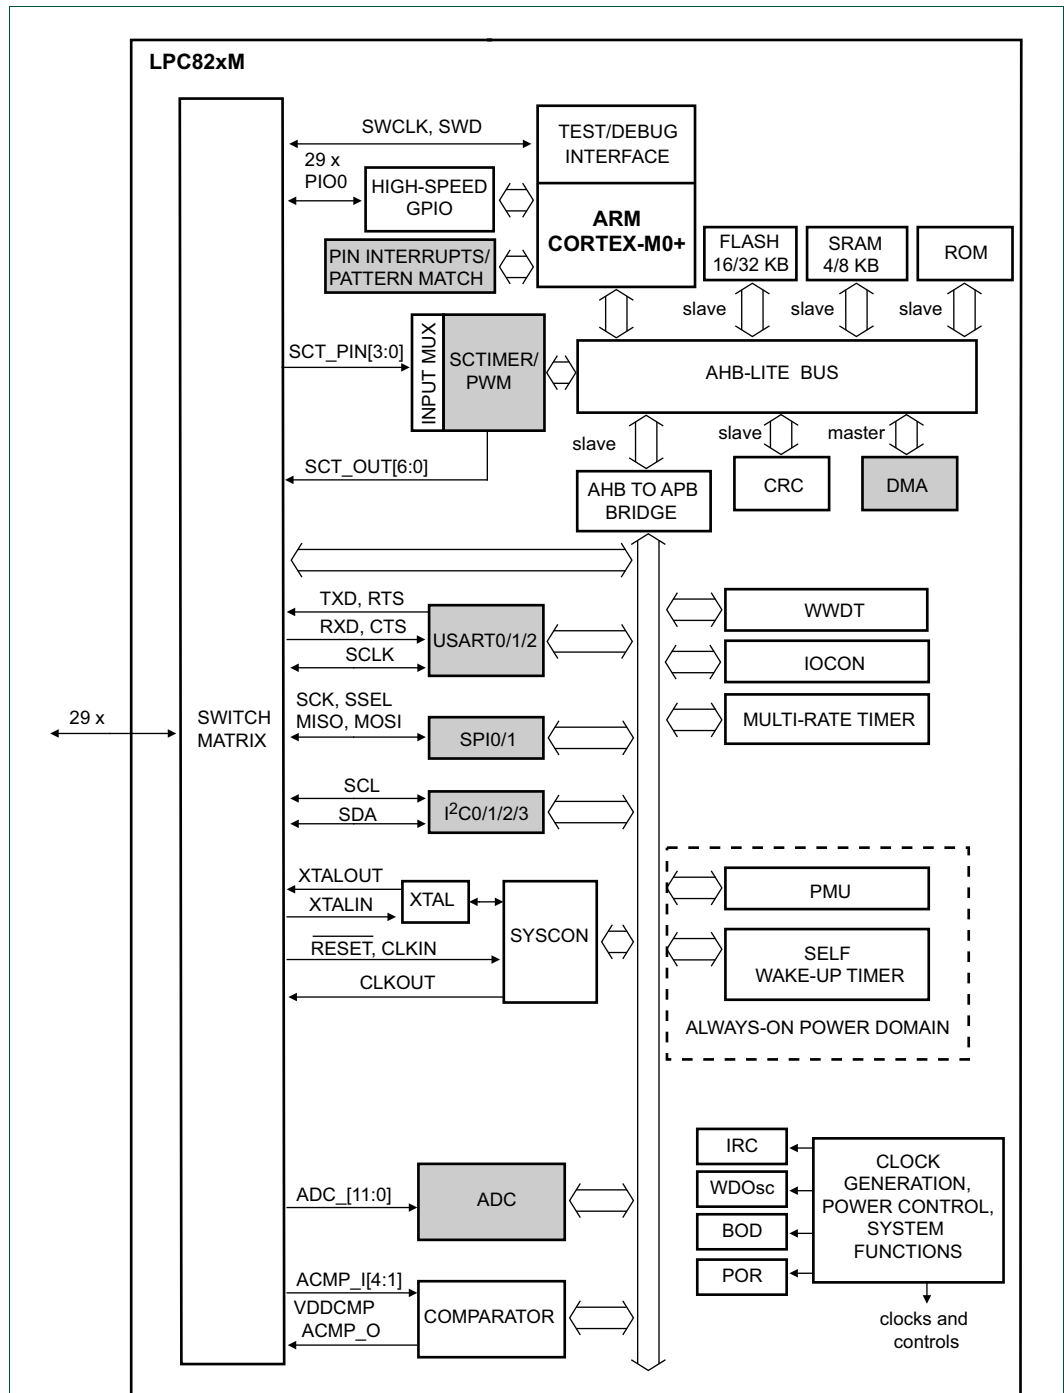 LPC82xM
SWCLK, SWD
TEST/DEBUG
INTERFACE
29 x
PIO0
HIGH-SPEED
GPIO
ARM
CORTEX-M0+
PIN INTERRUPTS/
PATTERN MATCH
FLASH
16/32 KB
SRAM
4/8 KB
ROM
slave
slave
slave
SCT_PIN[3:0]
INPUT MUX
SCTIMER/
PWM
AHB-LITE BUS
slave
slave
master
SCT_OUT[6:0]
AHB TO APB
BRIDGE
CRC
DMA
TXD, RTS
RXD, CTS
SCLK
USART0/1/2
WWDT
IOCON
MULTI-RATE TIMER
29 x
SWITCH
MATRIX
SCK, SSEL
MISO, MOSI
SPI0/1
SCL
SDA
I²C0/1/2/3
XTALOUT
XTALIN
XTAL
SYSCON
RESET, CLKIN
CLKOUT
PMU
SELF
WAKE-UP TIMER
ALWAYS-ON POWER DOMAIN
ADC_[11:0]
ADC
IRC
WDOsc
BOD
POR
CLOCK
GENERATION,
POWER CONTROL,
SYSTEM
FUNCTIONS
ACMP_I[4:1]
VDDCMP
ACMP_O
COMPARATOR
clocks and
controls